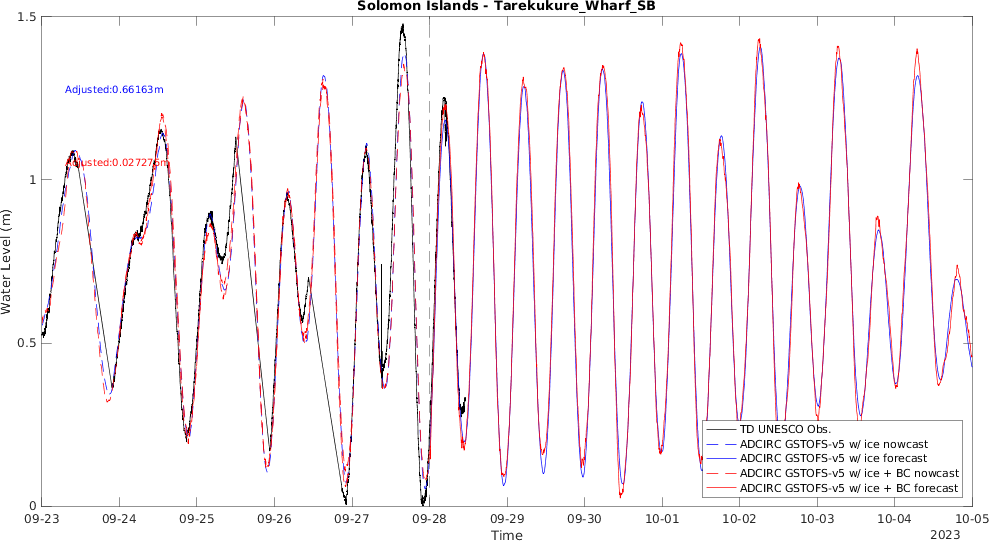 Solomon Islands - Tarekukure_Wharf_SB
1.5
Adjusted:0.66163m
Adjusted:0.027276m
1
Water Level (m)
0.5
TD UNESCO Obs.
ADCIRC GSTOFS-v5 w/ ice nowcast
ADCIRC GSTOFS-v5 w/ ice forecast
ADCIRC GSTOFS-v5 w/ ice + BC nowcast
ADCIRC GSTOFS-v5 w/ ice + BC forecast
0
09-23 09-24 09-25 09-26 09-27 09-28 09-29 09-30 10-01 10-02 10-03 10-04 10-05
Time
2023